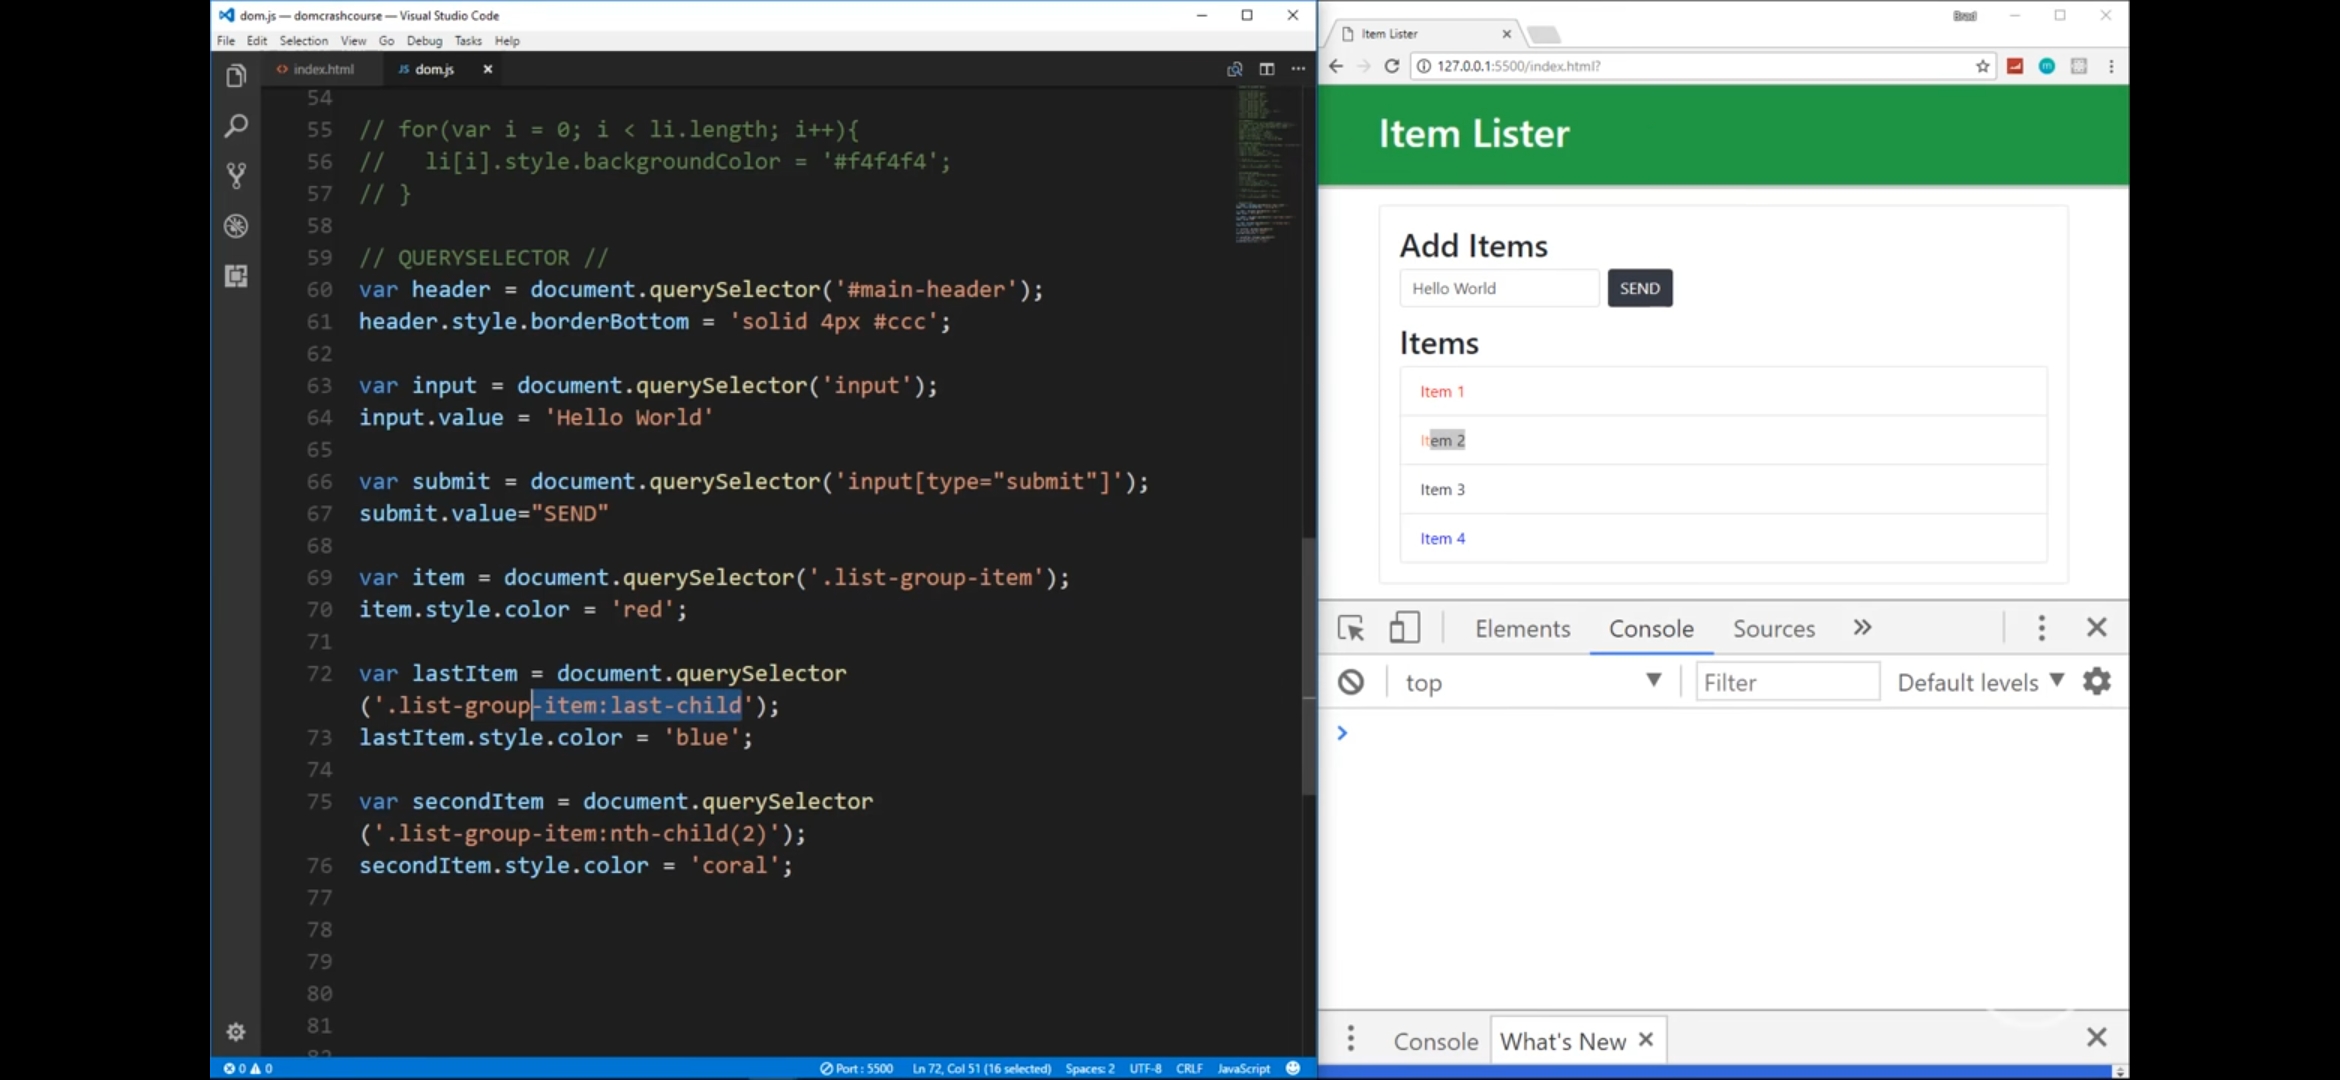 dom.js — domcrashcourse — Visual Studio Code
File Edit Selection View Go Debug Tasks Help
index.html
JS dom.js
54
55 // for(var i = 0; i < li.length; i++){
56 //   li[i].style.backgroundColor = '#f4f4f4';
57 // }
58
59 // QUERYSELECTOR //
60 var header = document.querySelector('#main-header');
61 header.style.borderBottom = 'solid 4px #ccc';
62
63 var input = document.querySelector('input');
64 input.value = 'Hello World'
65
66 var submit = document.querySelector('input[type="submit"]');
67 submit.value="SEND"
68
69 var item = document.querySelector('.list-group-item');
70 item.style.color = 'red';
71
72 var lastItem = document.querySelector
('.list-group-item:last-child');
73 lastItem.style.color = 'blue';
74
75 var secondItem = document.querySelector
('.list-group-item:nth-child(2)');
76 secondItem.style.color = 'coral';
77
78
79
80
81
0 0
Port : 5500 Ln 72, Col 51 (16 selected) Spaces: 2 UTF-8 CRLF JavaScript
Brad
Item Lister
127.0.0.1:5500/index.html?
Item Lister
Add Items
Hello World SEND
Items
Item 1
Item 2
Item 3
Item 4
Elements Console Sources »
top Filter Default levels
Console What's New